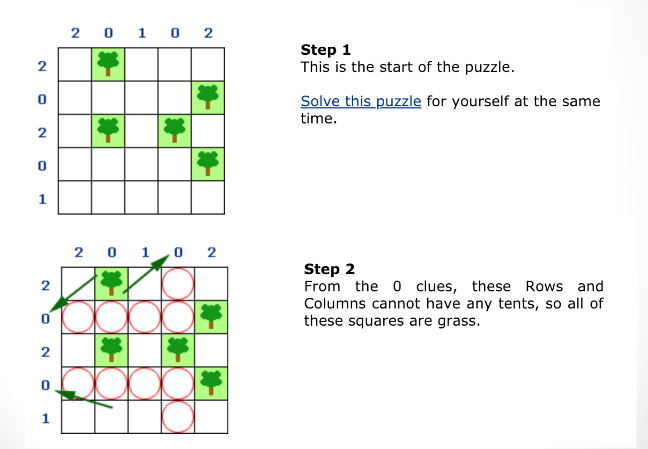 2 0 1 0 2
Step 1
2
This is the start of the puzzle.
0
Solve this puzzle for yourself at the same
time.
2
0
1
2 0 1 0 2
Step 2
2
From the 0 clues, these Rows and
Columns cannot have any tents, so all of
0
these squares are grass.
2
0
1